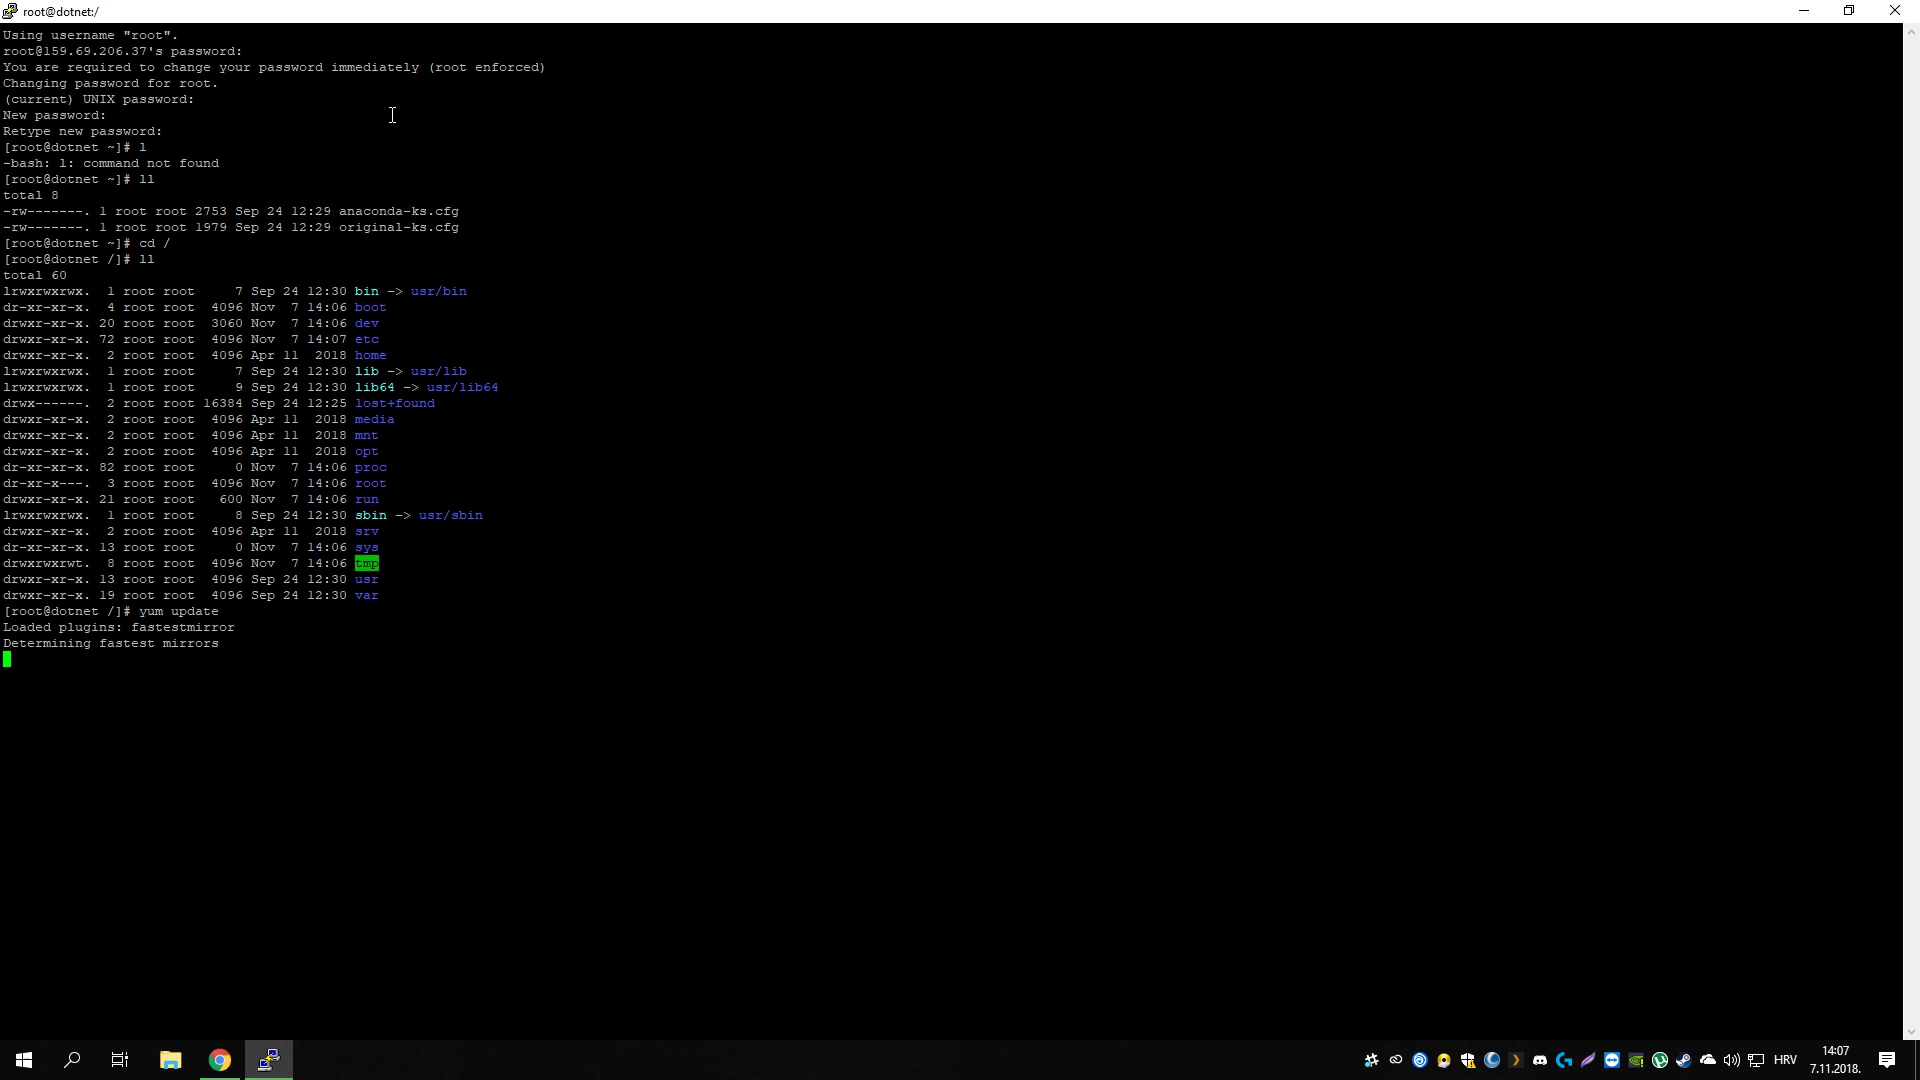 root@dotnet:/
Using username "root".
root@159.69.206.37's password:
You are required to change your password immediately (root enforced)
Changing password for root.
(current) UNIX password:
New password:
Retype new password:
[root@dotnet ~]# l
-bash: l: command not found
[root@dotnet ~]# ll
total 8
-rw-------. 1 root root 2753 Sep 24 12:29 anaconda-ks.cfg
-rw-------. 1 root root 1979 Sep 24 12:29 original-ks.cfg
[root@dotnet ~]# cd /
[root@dotnet /]# ll
total 60
lrwxrwxrwx.  1 root root     7 Sep 24 12:30 bin -> usr/bin
dr-xr-xr-x.  4 root root  4096 Nov  7 14:06 boot
drwxr-xr-x. 20 root root  3060 Nov  7 14:06 dev
drwxr-xr-x. 72 root root  4096 Nov  7 14:07 etc
drwxr-xr-x.  2 root root  4096 Apr 11  2018 home
lrwxrwxrwx.  1 root root     7 Sep 24 12:30 lib -> usr/lib
lrwxrwxrwx.  1 root root     9 Sep 24 12:30 lib64 -> usr/lib64
drwx------.  2 root root 16384 Sep 24 12:25 lost+found
drwxr-xr-x.  2 root root  4096 Apr 11  2018 media
drwxr-xr-x.  2 root root  4096 Apr 11  2018 mnt
drwxr-xr-x.  2 root root  4096 Apr 11  2018 opt
dr-xr-xr-x. 82 root root     0 Nov  7 14:06 proc
dr-xr-x---.  3 root root  4096 Nov  7 14:06 root
drwxr-xr-x. 21 root root   600 Nov  7 14:06 run
lrwxrwxrwx.  1 root root     8 Sep 24 12:30 sbin -> usr/sbin
drwxr-xr-x.  2 root root  4096 Apr 11  2018 srv
dr-xr-xr-x. 13 root root     0 Nov  7 14:06 sys
drwxrwxrwt.  8 root root  4096 Nov  7 14:06 tmp
drwxr-xr-x. 13 root root  4096 Sep 24 12:30 usr
drwxr-xr-x. 19 root root  4096 Sep 24 12:30 var
[root@dotnet /]# yum update
Loaded plugins: fastestmirror
Determining fastest mirrors
HRV
14:07
7.11.2018.